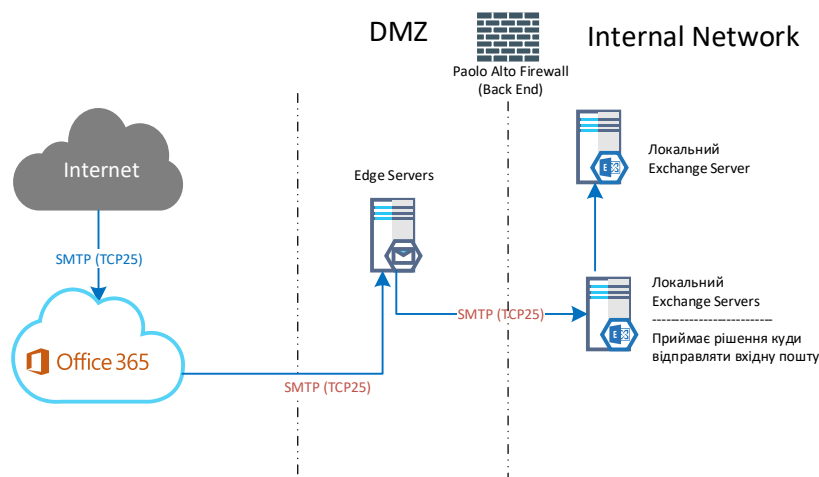 DMZ
Internal Network
Paolo Alto Firewall
(Back End)
Internet
Edge Servers
Локальний
Exchange Server
SMTP (TCP25)
Локальний
Exchange Servers
---------------------------
Приймає рішення куди
відправляти вхідну пошту
SMTP (TCP25)
Office 365
SMTP (TCP25)